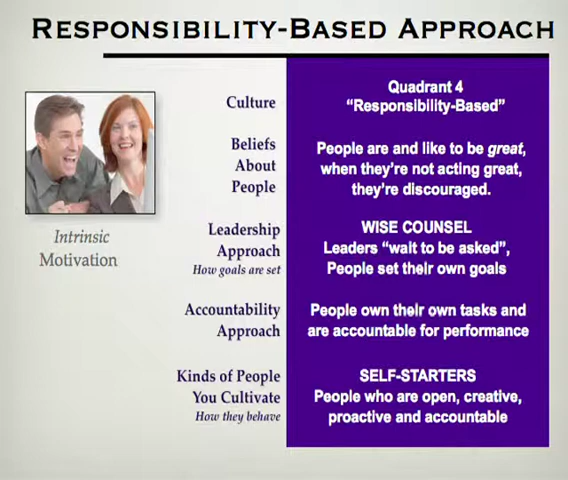 RESPONSIBILITY-BASED APPROACH
Culture
Quadrant 4
“Responsibility-Based”
Beliefs
About
People
People are and like to be great,
when they're not acting great,
they're discouraged.
Intrinsic
Motivation
Leadership
Approach
How goals are set
WISE COUNSEL
Leaders “wait to be asked”,
People set their own goals
Accountability
Approach
People own their own tasks and
are accountable for performance
Kinds of People
You Cultivate
How they behave
SELF-STARTERS
People who are open, creative,
proactive and accountable